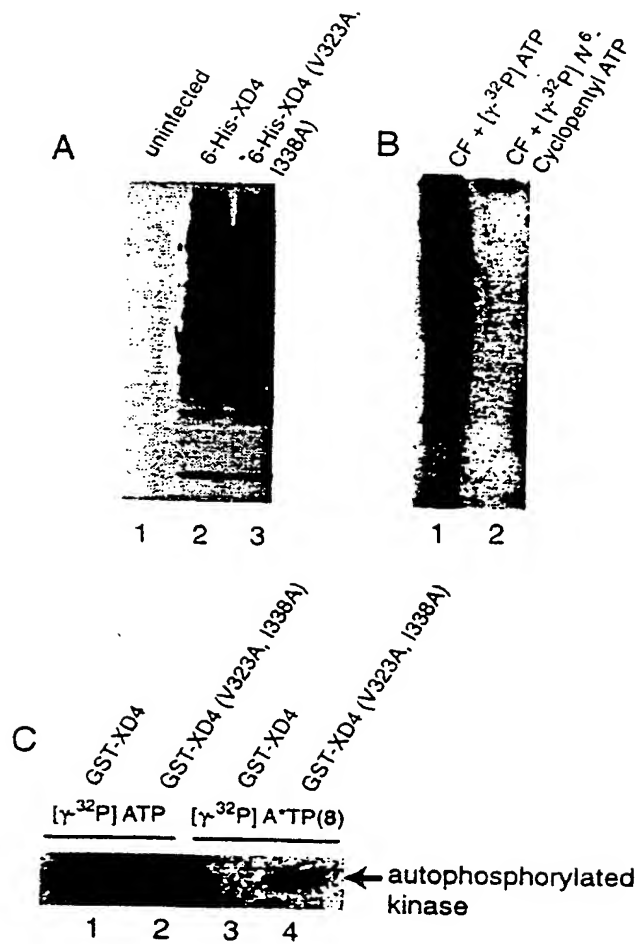 A
uninfected
6-His-XD4
6-His-XD4 (V323A,
I338A)
1 2 3
B
CF + [γ-³²P] ATP
CF + [γ-³²P] N⁶-
Cyclopentyl ATP
1 2
C
GST-XD4
GST-XD4 (V323A, I338A)
GST-XD4
GST-XD4 (V323A, I338A)
[γ-³²P] ATP [γ-³²P] A*TP(8)
autophosphorylated
kinase
1 2 3 4